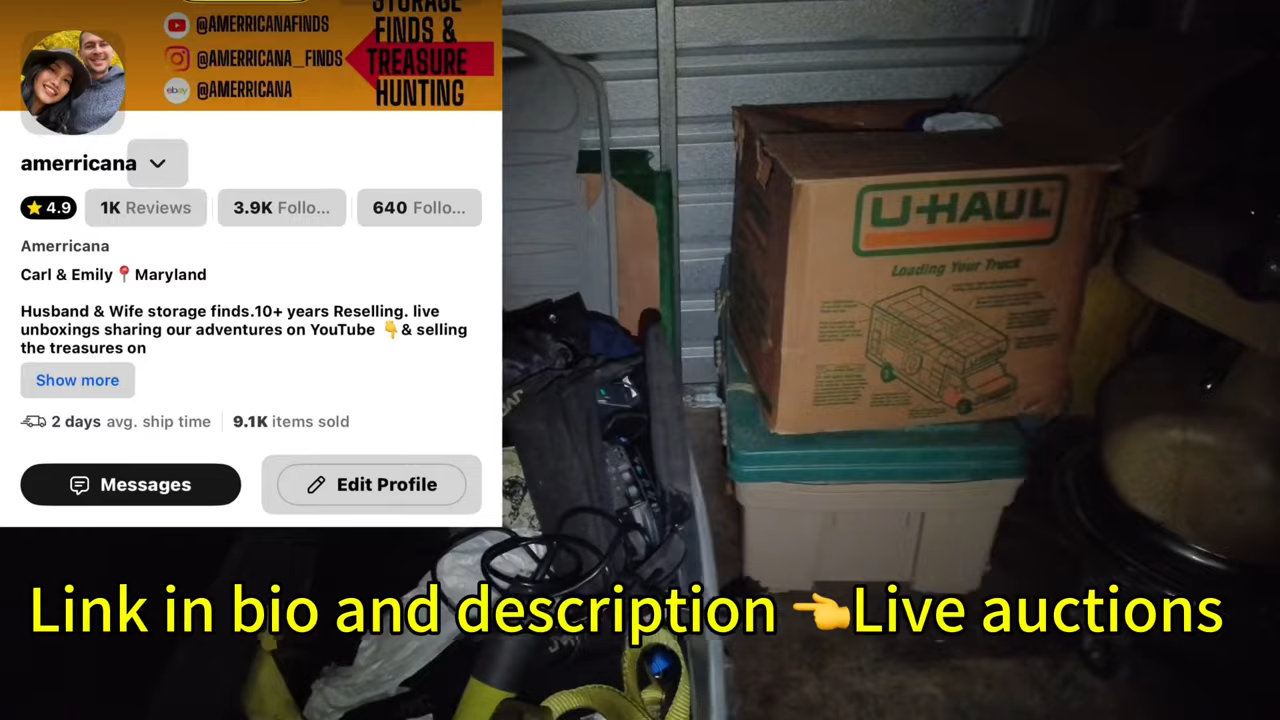 STORAGE
FINDS &
TREASURE
HUNTING
@AMERRICANAFINDS
@AMERRICANA_FINDS
ebay @AMERRICANA
amerricana
4.9
1K Reviews
3.9K Follo...
640 Follo...
Amerricana
Carl & Emily📍Maryland
Husband & Wife storage finds.10+ years Reselling. live
unboxings sharing our adventures on YouTube 👇& selling
the treasures on
Show more
2 days avg. ship time
9.1K items sold
Messages
Edit Profile
U-HAUL
Loading Your Truck
Link in bio and description 👈Live auctions